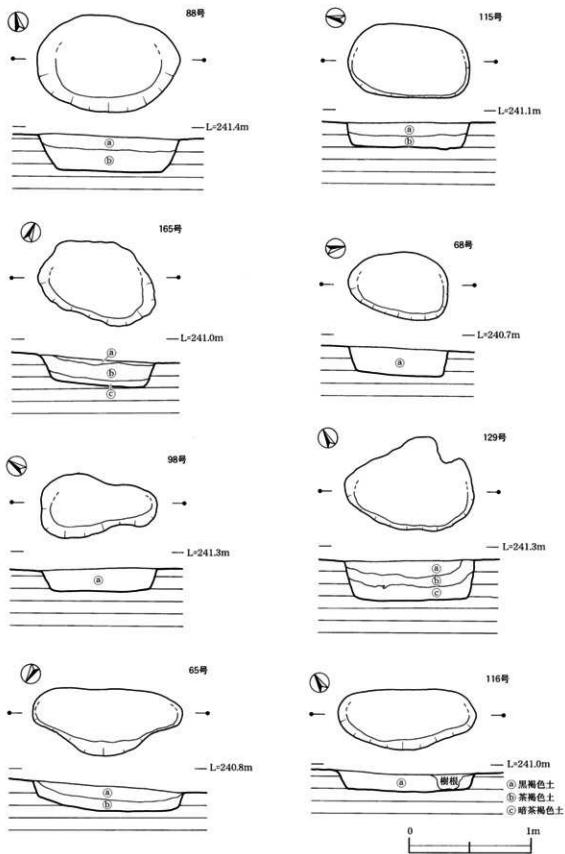 88号
L=241.4m
ⓐ
ⓑ
115号
L=241.1m
ⓐ
ⓑ
165号
L=241.0m
ⓐ
ⓑ
ⓒ
68号
L=240.7m
ⓐ
98号
L=241.3m
ⓐ
129号
L=241.3m
ⓐ
ⓑ
ⓒ
65号
L=240.8m
ⓐ
ⓑ
116号
L=241.0m
ⓐ 樹根
ⓐ黒褐色土
ⓑ茶褐色土
ⓒ暗茶褐色土
0 1m